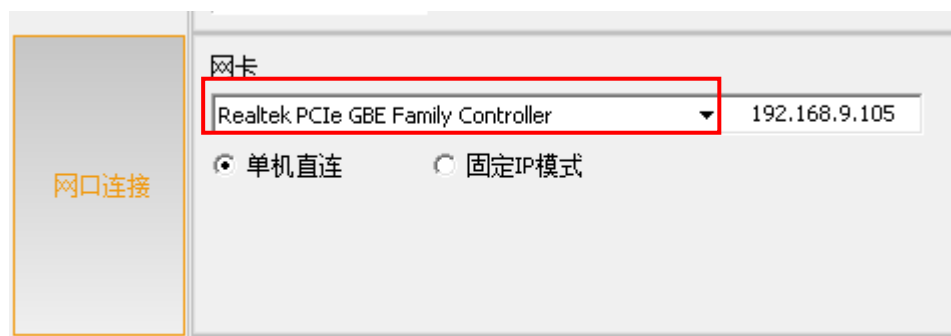 网卡
Realtek PCIe GBE Family Controller 192.168.9.105
单机直连 固定IP模式
网口连接